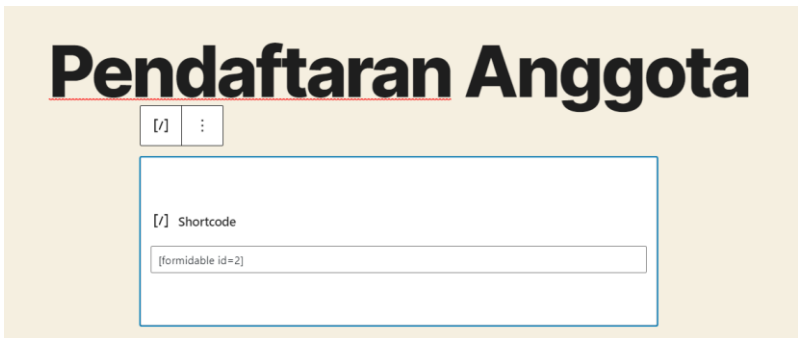 Pendaftaran Anggota
[/]
[/] Shortcode
[formidable id=2]